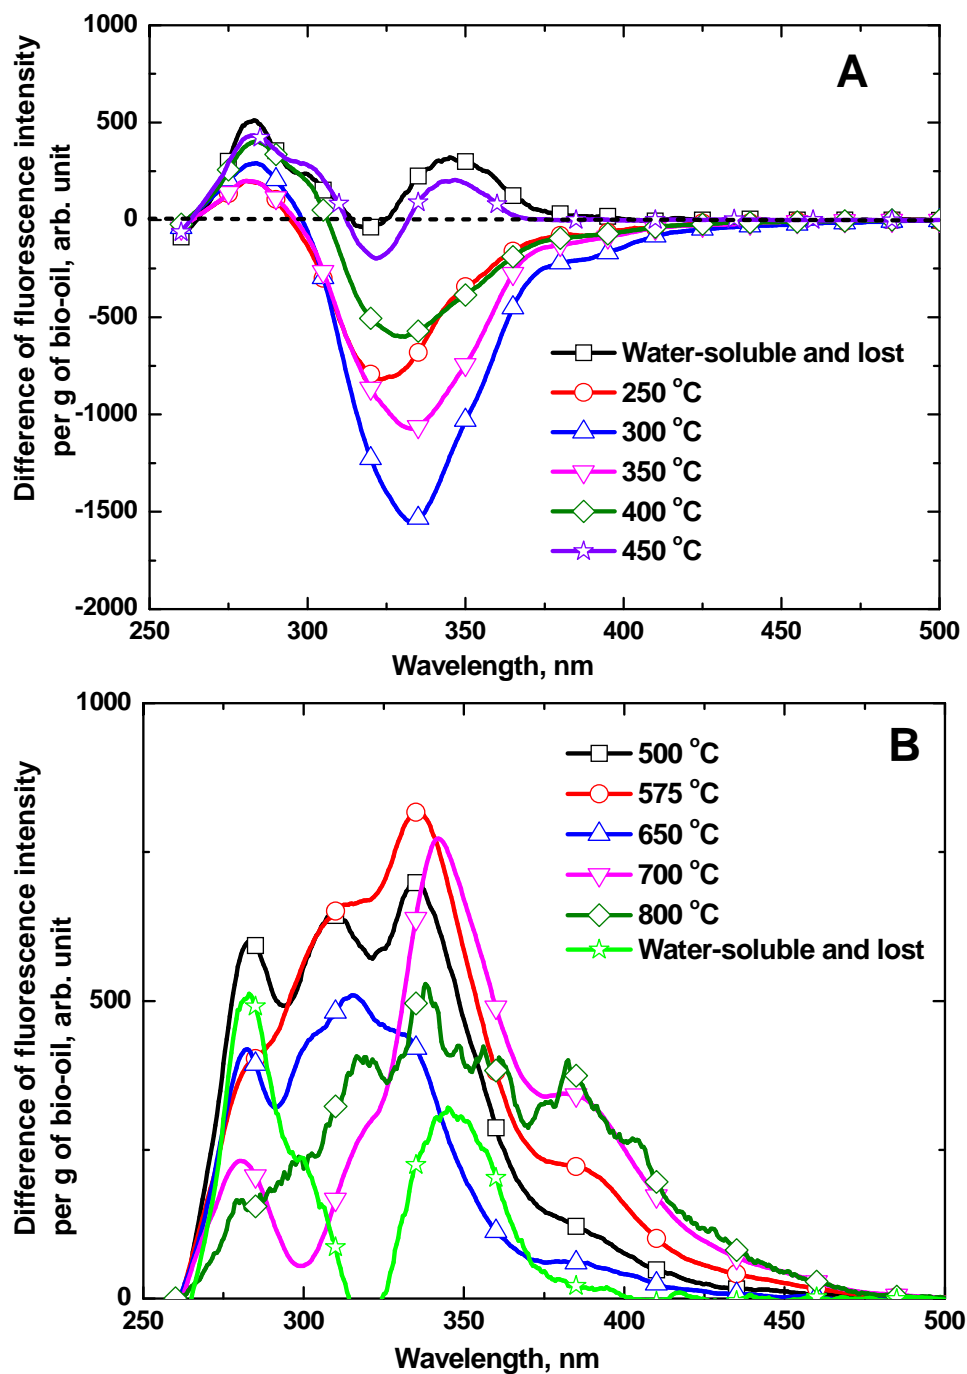 1000
500
0
-500
-1000
-1500
-2000
Difference of fluorescence intensity
per g of bio-oil, arb. unit
A
Water-soluble and lost
250 °C
300 °C
350 °C
400 °C
450 °C
250 300 350 400 450 500
Wavelength, nm
1000
500
0
Difference of fluorescence intensity
per g of bio-oil, arb. unit
B
500 °C
575 °C
650 °C
700 °C
800 °C
Water-soluble and lost
250 300 350 400 450 500
Wavelength, nm